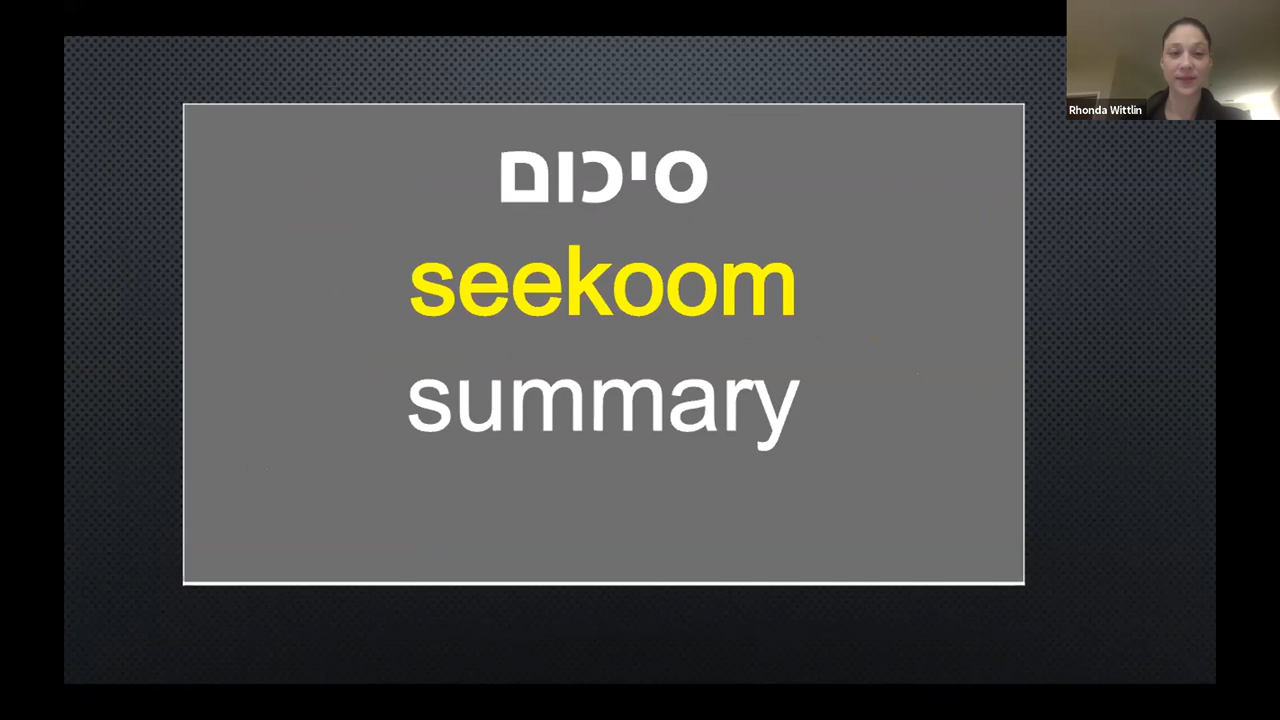 סיכום
seekoom
summary
Rhonda Wittlin